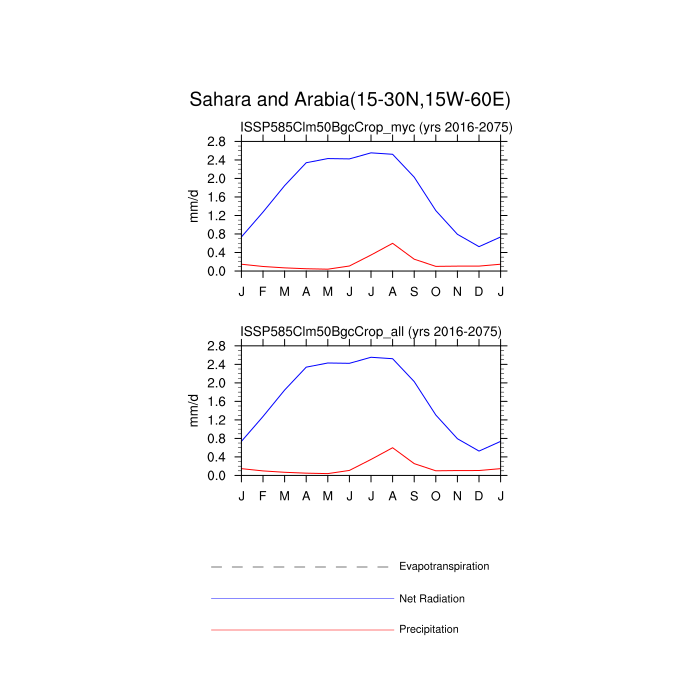 Sahara and Arabia(15-30N,15W-60E)
ISSP585Clm50BgcCrop_myc (yrs 2016-2075)
2.8
2.4
2.0
1.6
1.2
0.8
0.4
0.0
mm/d
J F M A M J J A S O N D J
ISSP585Clm50BgcCrop_all (yrs 2016-2075)
2.8
2.4
2.0
1.6
1.2
0.8
0.4
0.0
mm/d
J F M A M J J A S O N D J
Evapotranspiration
Net Radiation
Precipitation